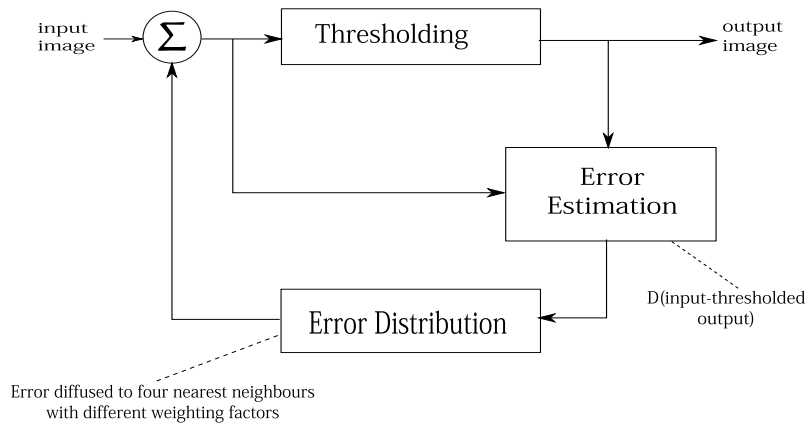 input
image
Σ
Thresholding
output
image
Error
Estimation
D(input-thresholded
output)
Error Distribution
Error diffused to four nearest neighbours
with different weighting factors